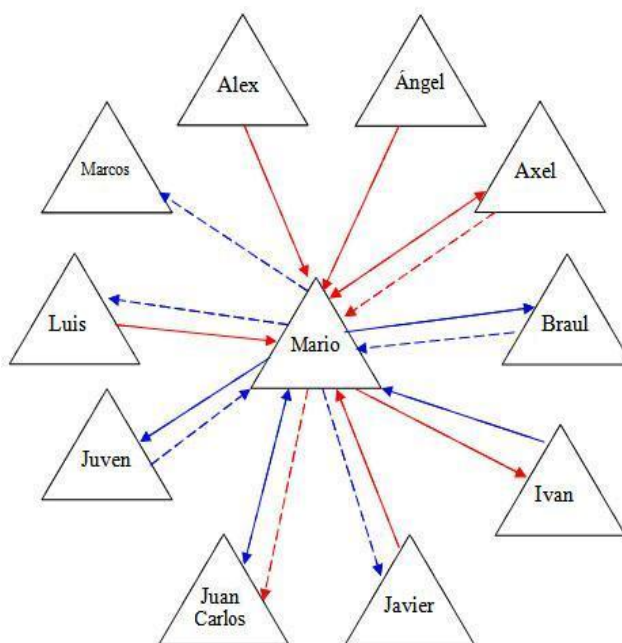 Alex
Ángel
Marcos
Axel
Luis
Mario
Braul
Juven
Ivan
Juan
Carlos
Javier